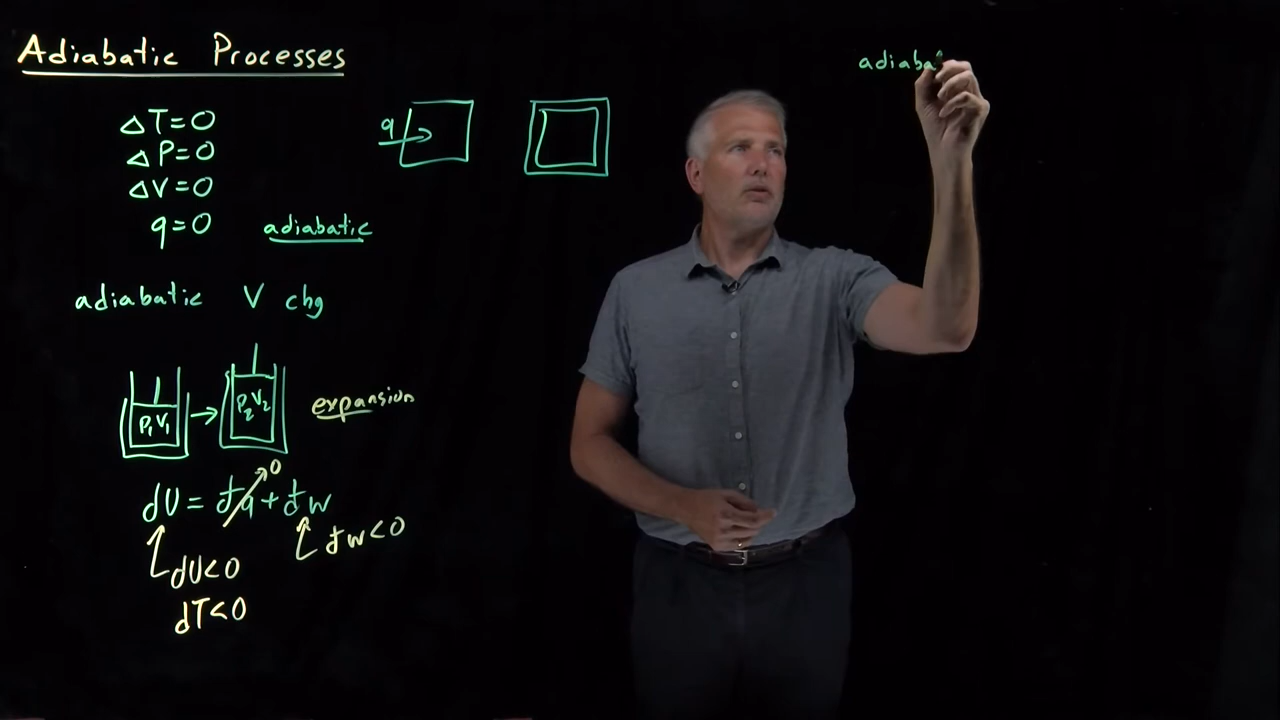 Adiabatic Processes
ΔT=0
ΔP=0
ΔV=0
q=0 adiabatic
q
adiabatic V chg
P₁V₁ → P₂V₂ expansion
dU = đq + đw
0
đw<0
dU<0
dT<0
adiaba